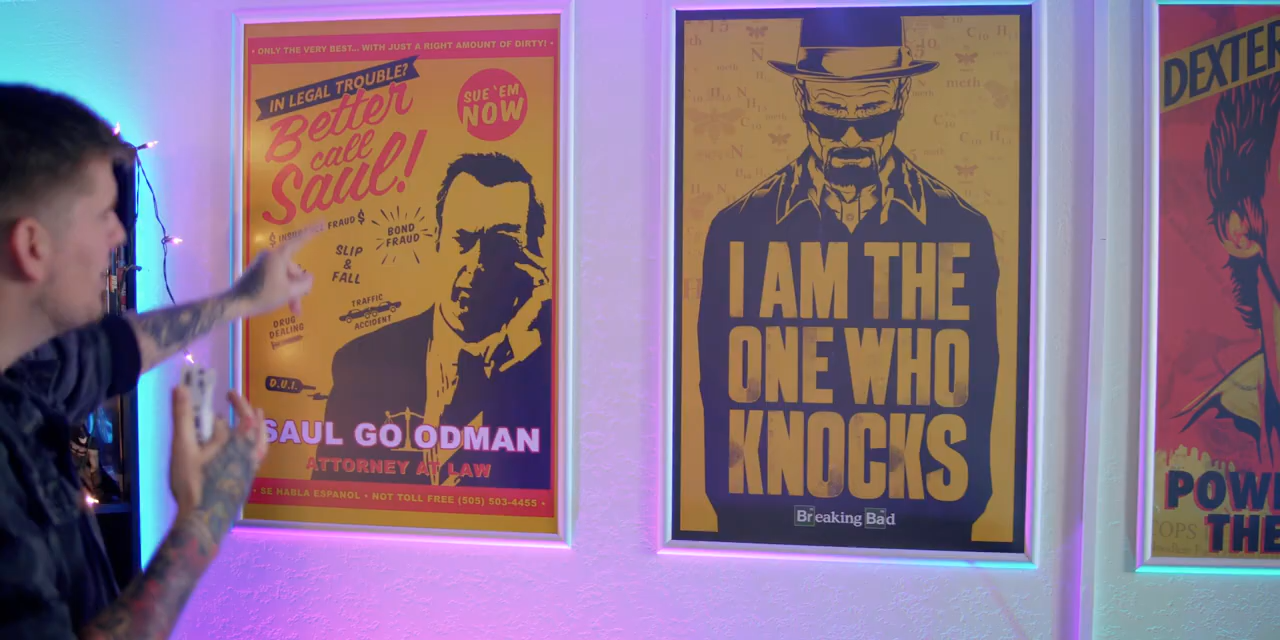 • ONLY THE VERY BEST... WITH JUST A RIGHT AMOUNT OF DIRTY! •
IN LEGAL TROUBLE?
Better
call
Saul!
SUE 'EM
NOW
FRAUD $
BOND
FRAUD
SLIP
&
FALL
TRAFFIC
ACCIDENT
DRUG
DEALING
D.U.I.
SAUL GOODMAN
ATTORNEY AT LAW
• SE HABLA ESPANOL • NOT TOLL FREE (505) 503-4455 •
I AM THE
ONE WHO
KNOCKS
Breaking Bad
DEXTER
THE